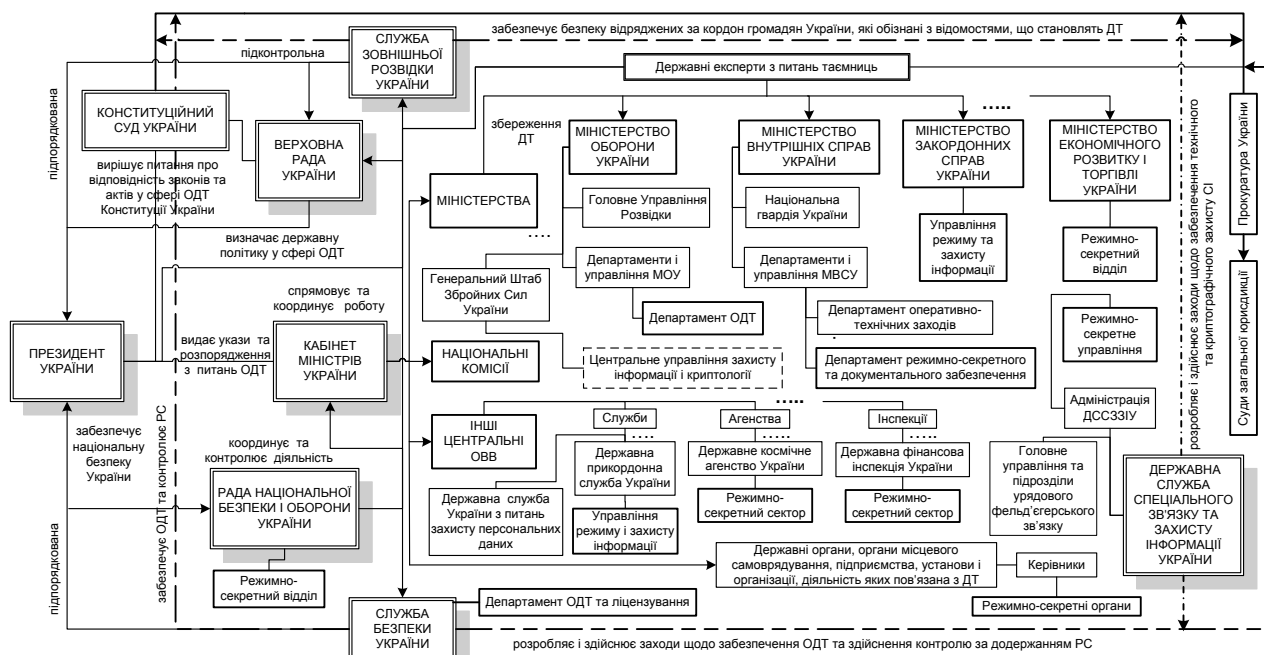 забезпечує безпеку відряджених за кордон громадян України, які обізнані з відомостями, що становлять ДТ
СЛУЖБА
ЗОВНІШНЬОЇ
РОЗВІДКИ
УКРАЇНИ
підконтрольна
підпорядкована
Державні експерти з питань таємниць
КОНСТИТУЦІЙНИЙ
СУД УКРАЇНИ
ВЕРХОВНА
РАДА
УКРАЇНИ
вирішує питання про
відповідність законів та
актів у сфері ОДТ
Конституції України
визначає державну
політику у сфері ОДТ
збереження
ДТ
.....
МІНІСТЕРСТВА
МІНІСТЕРСТВО
ОБОРОНИ
УКРАЇНИ
МІНІСТЕРСТВО
ВНУТРІШНІХ СПРАВ
УКРАЇНИ
МІНІСТЕРСТВО
ЗАКОРДОННИХ
СПРАВ
УКРАЇНИ
МІНІСТЕРСТВО
ЕКОНОМІЧНОГО
РОЗВИТКУ І
ТОРГІВЛІ
УКРАЇНИ
Головне Управління
Розвідки
....
Національна
гвардія України
Управління
режиму та
захисту
інформації
Режимно-
секретний
відділ
Генеральний Штаб
Збройних Сил
України
Департаменти і
управління МОУ
Департаменти і
управління МВСУ
Департамент ОДТ
Департамент оперативно-
технічних заходів
Центральне управління захисту
інформації і криптології
Департамент режимно-секретного
та документального забезпечення
Режимно-
секретне
управління
Адміністрація
ДССЗЗІУ
Прокуратура України
Суди загальної юрисдикції
розробляє і здійснює заходи щодо забезпечення технічного
та криптографічного захисту СІ
ПРЕЗИДЕНТ
УКРАЇНИ
видає укази та
розпорядження
з питань ОДТ
спрямовує та
координує роботу
КАБІНЕТ
МІНІСТРІВ
УКРАЇНИ
НАЦІОНАЛЬНІ
КОМІСІЇ
ІНШІ
ЦЕНТРАЛЬНІ
ОВВ
.....
Служби
Агенства
Інспекції
....
....
....
Державна служба
України з питань
захисту персональних
даних
Державна
прикордонна
служба України
Управління
режиму і захисту
інформації
Державне космічне
агенство України
Режимно-
секретний сектор
Державна фінансова
інспекція України
Режимно-
секретний сектор
Головне
управління та
підрозділи
урядового
фельд’єгерського
зв’язку
ДЕРЖАВНА
СЛУЖБА
СПЕЦІАЛЬНОГО
ЗВ'ЯЗКУ ТА
ЗАХИСТУ
ІНФОРМАЦІЇ
УКРАЇНИ
забезпечує
національну
безпеку
України
координує та
контролює діяльність
РАДА НАЦІОНАЛЬНОЇ
БЕЗПЕКИ І ОБОРОНИ
УКРАЇНИ
Режимно-
секретний відділ
підпорядкована
забезпечує ОДТ та контролює РС
Державні органи, органи місцевого
самоврядування, підприємства, установи і
організації, діяльність яких пов’язана з ДТ
Керівники
Режимно-секретні органи
СЛУЖБА
БЕЗПЕКИ
УКРАЇНИ
Департамент ОДТ та ліцензування
розробляє і здійснює заходи щодо забезпечення ОДТ та здійснення контролю за додержанням РС